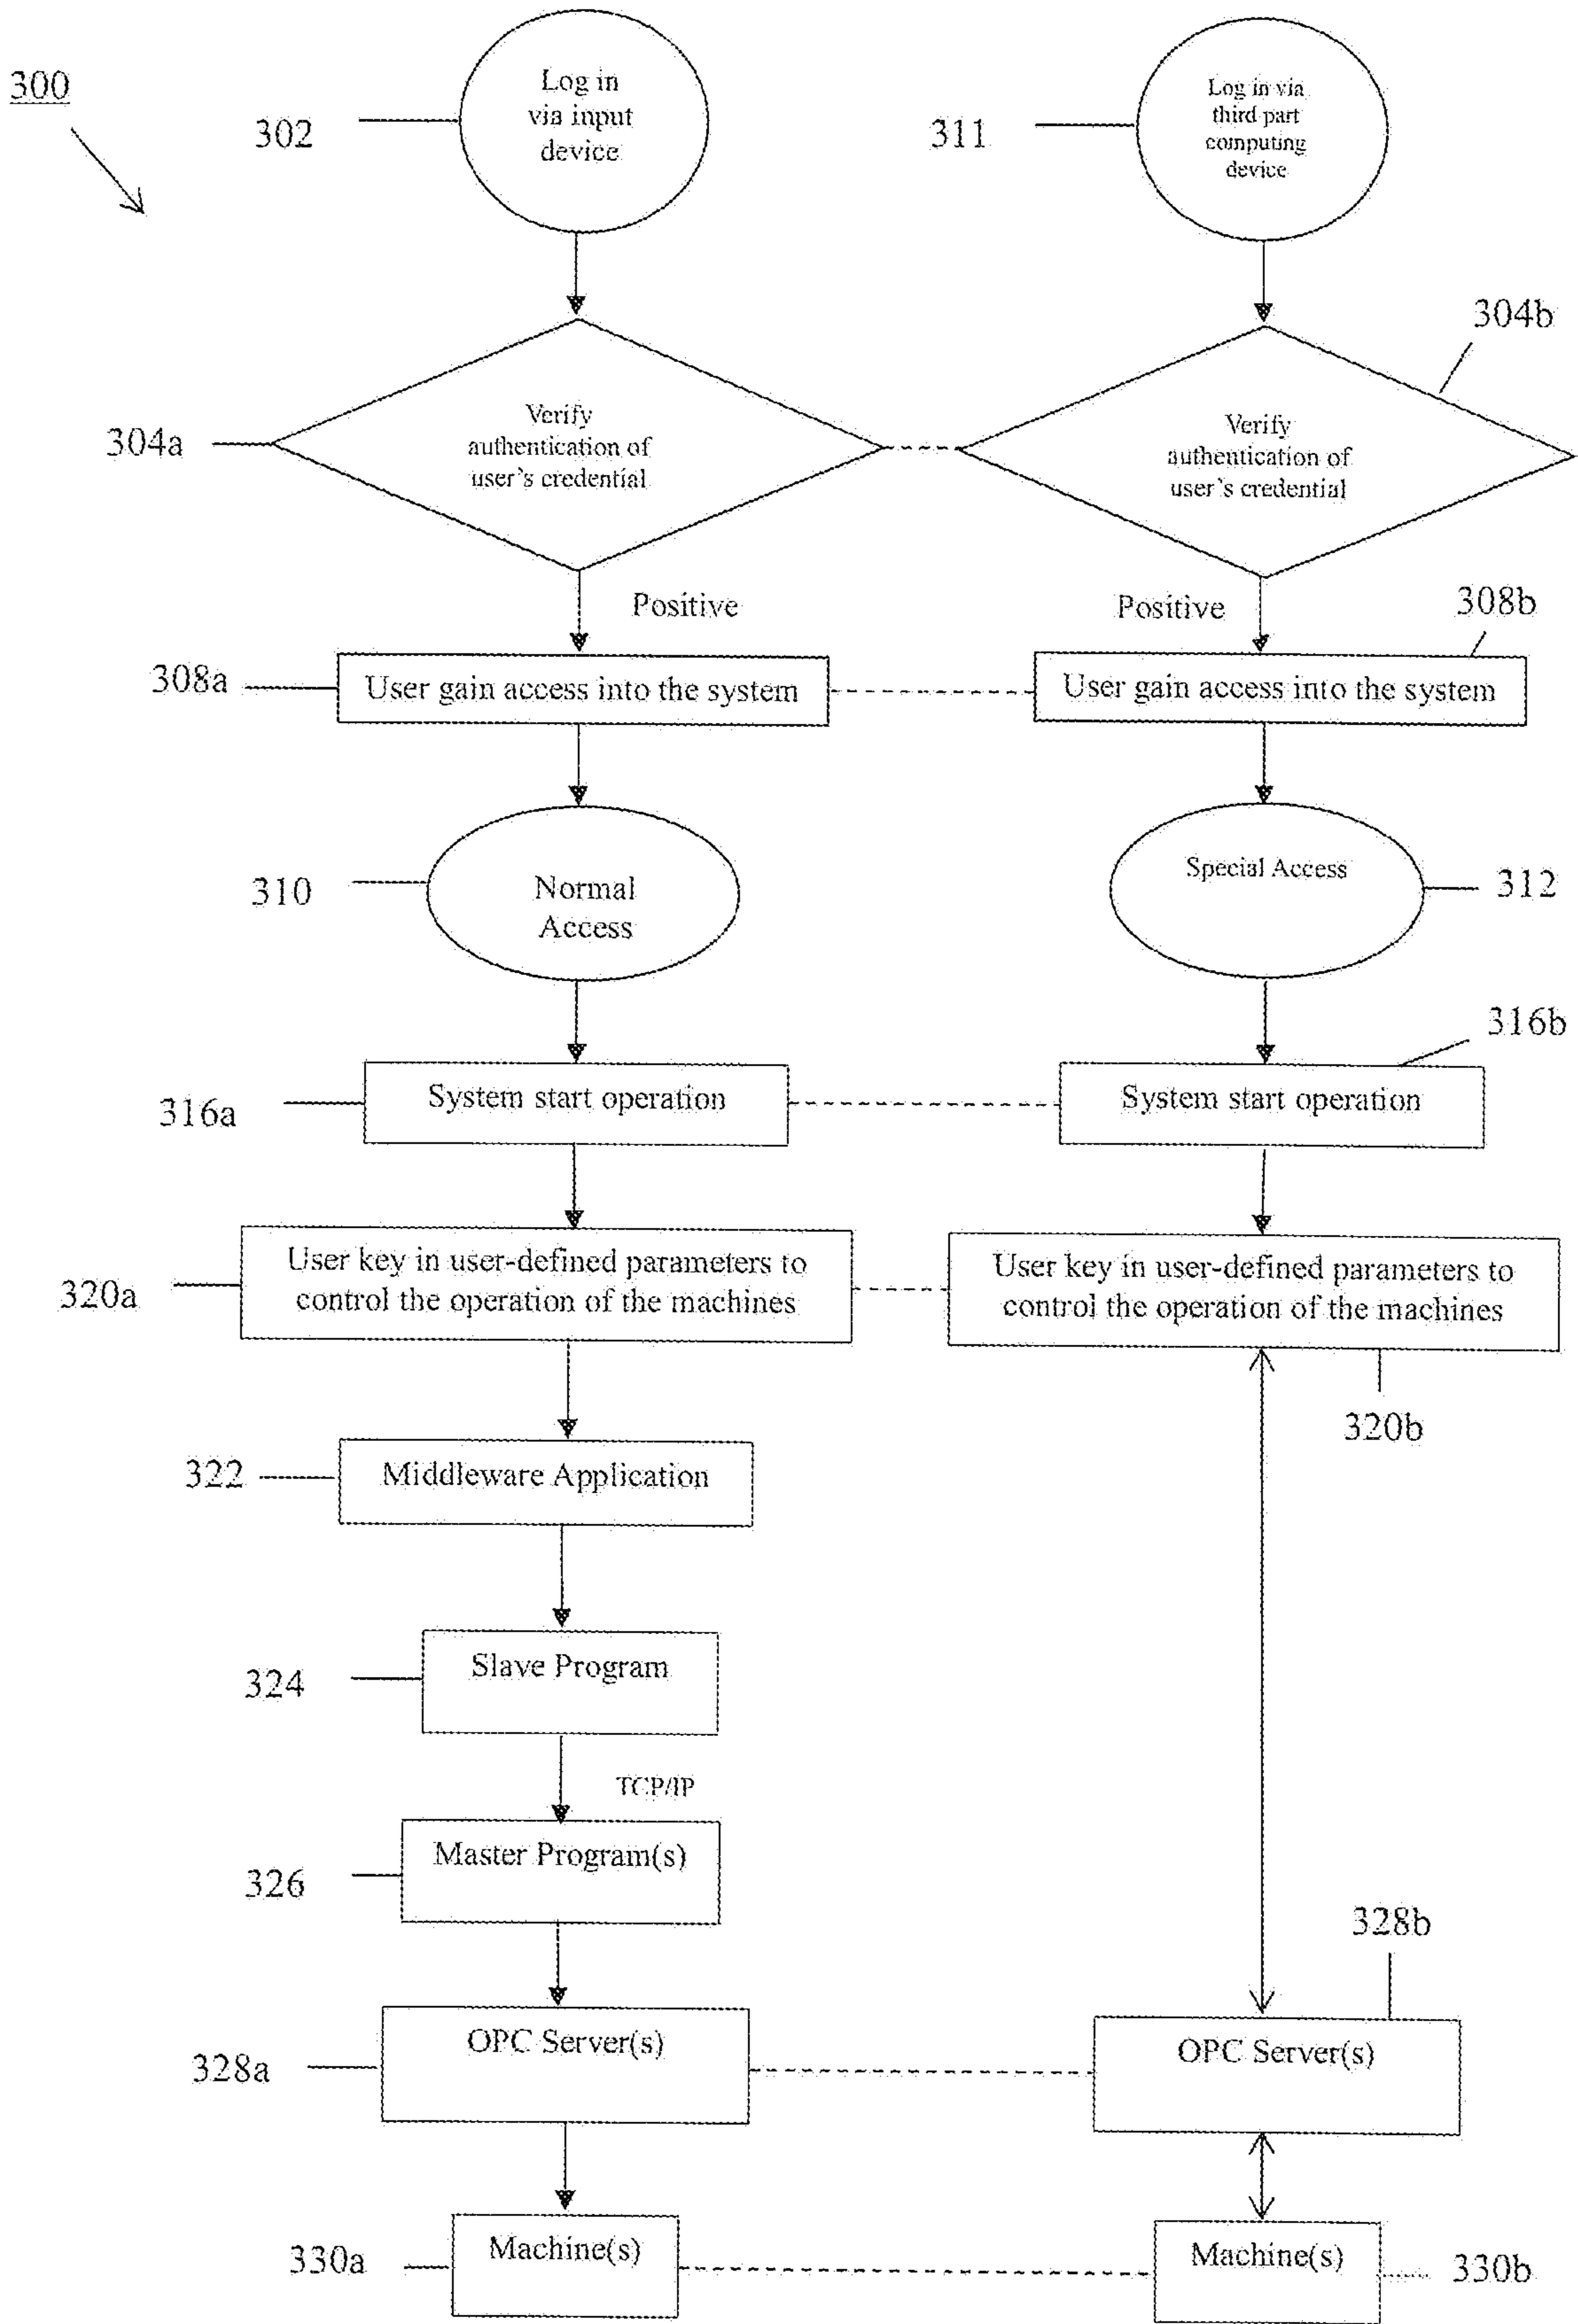 300
302
Log in
via input
device
311
Log in via
third part
computing
device
304a
Verify
authentication of
user's credential
304b
Verify
authentication of
user's credential
Positive
Positive
308a
User gain access into the system
308b
User gain access into the system
310
Normal
Access
Special Access
312
316a
System start operation
316b
System start operation
320a
User key in user-defined parameters to
control the operation of the machines
User key in user-defined parameters to
control the operation of the machines
320b
322
Middleware Application
324
Slave Program
TCP/IP
326
Master Program(s)
328a
OPC Server(s)
328b
OPC Server(s)
330a
Machine(s)
Machine(s)
330b